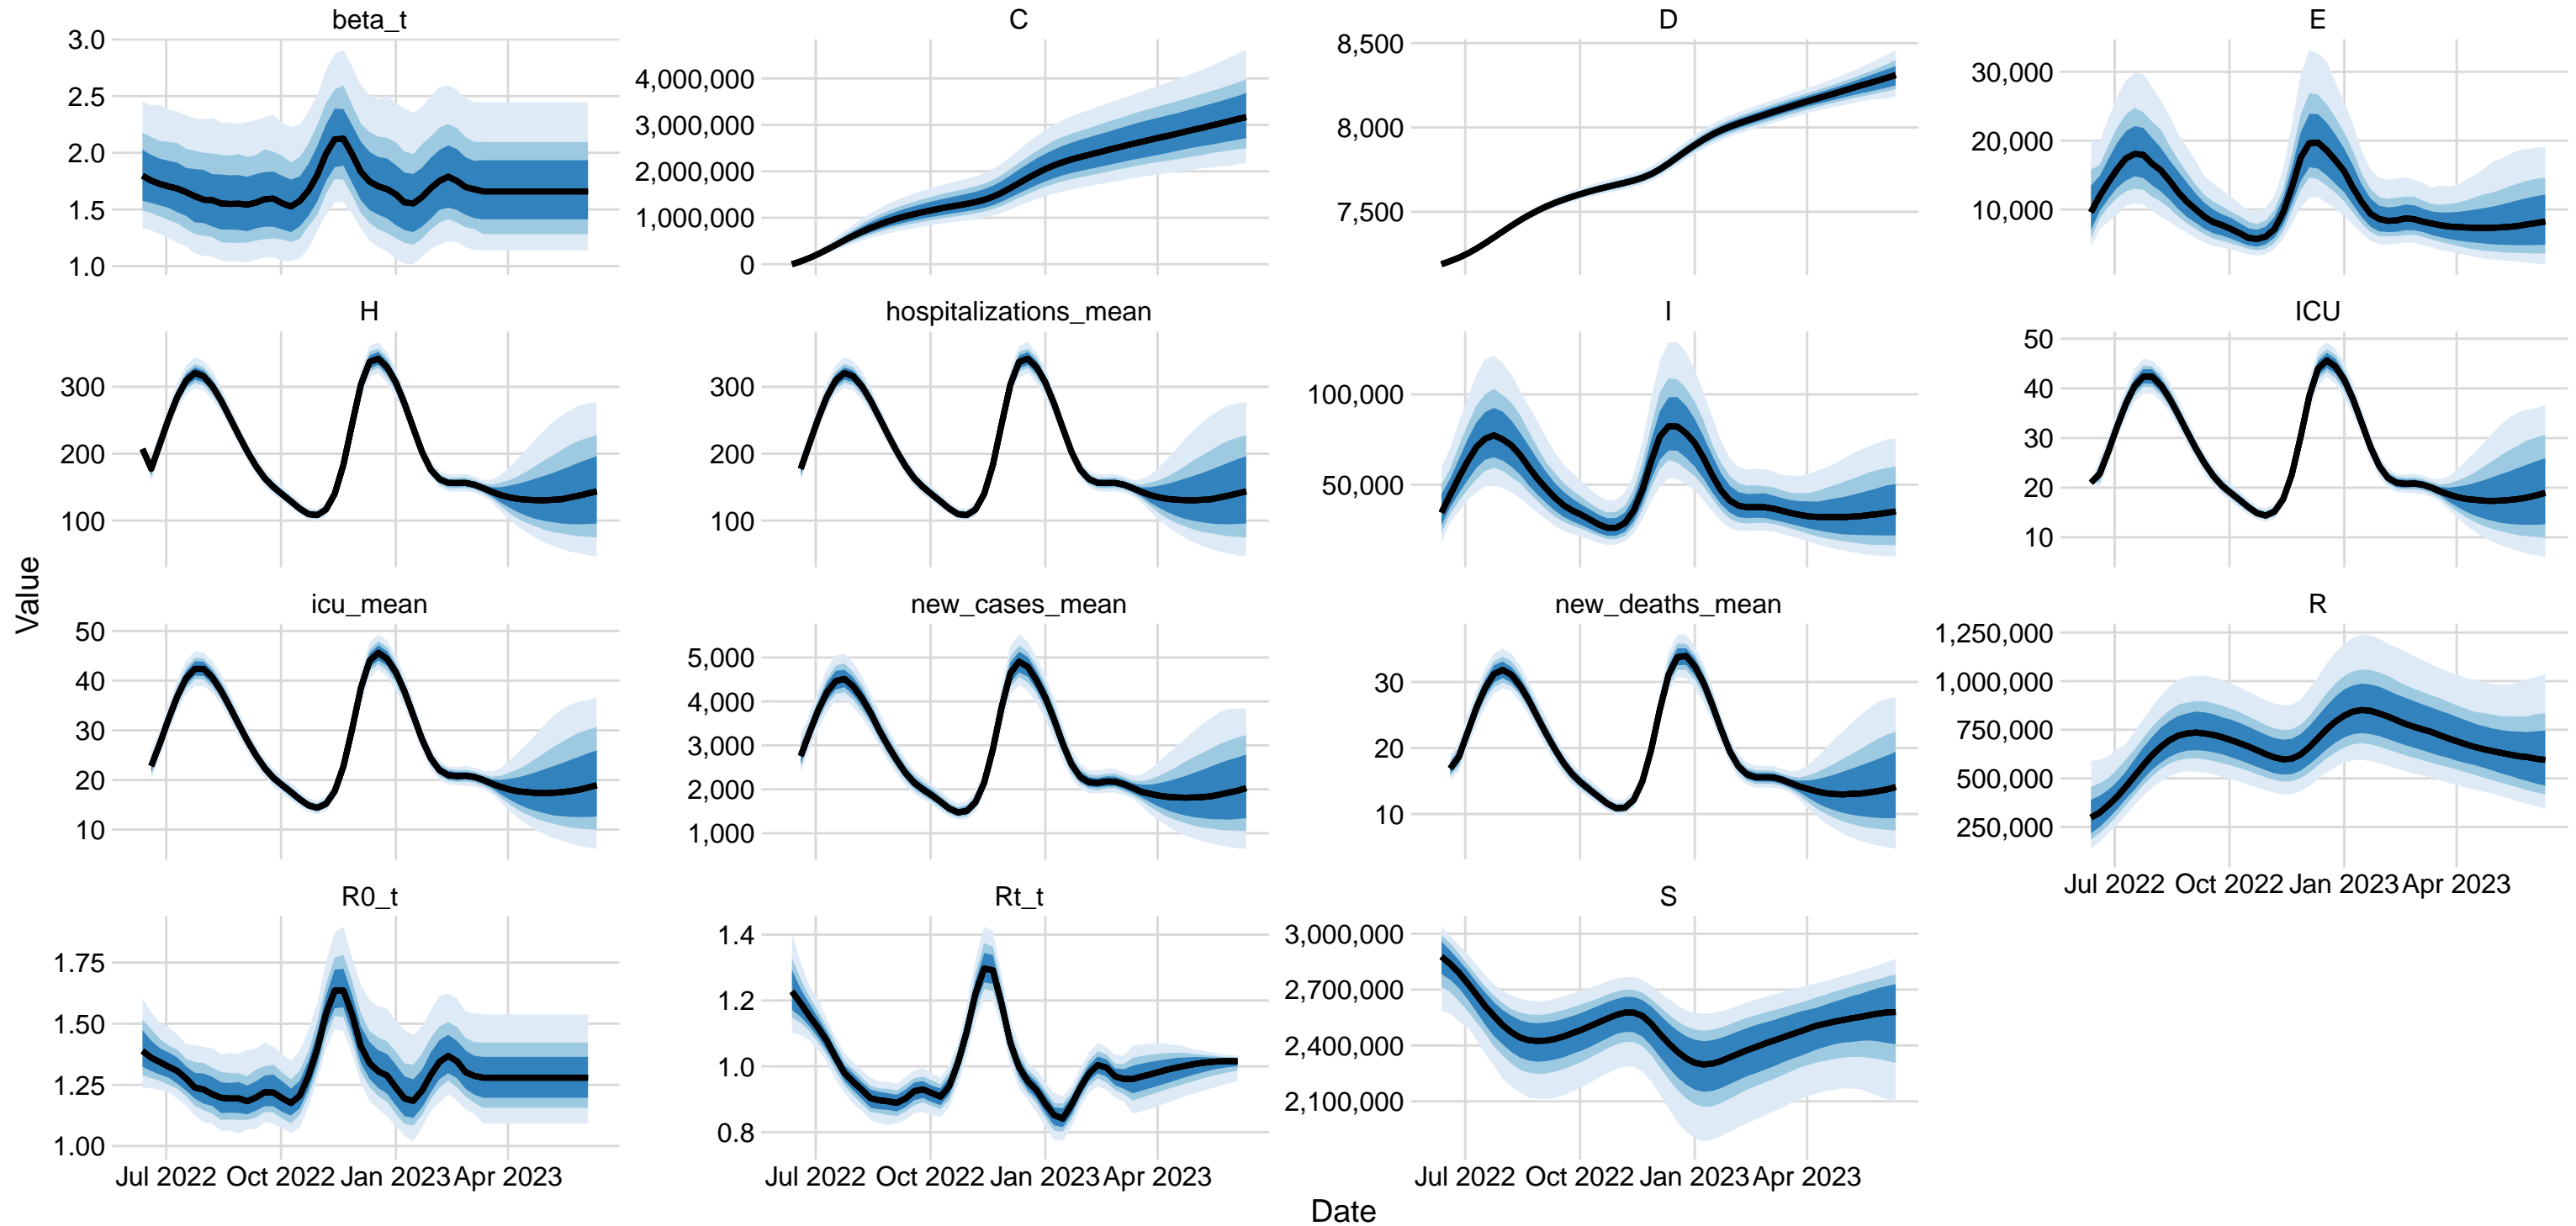 beta_t
C
D
E
3.0
2.5
2.0
1.5
1.0
4,000,000
3,000,000
2,000,000
1,000,000
0
8,500
8,000
7,500
30,000
20,000
10,000
H
hospitalizations_mean
I
ICU
300
200
100
300
200
100
100,000
50,000
50
40
30
20
10
Value
icu_mean
new_cases_mean
new_deaths_mean
R
50
40
30
20
10
5,000
4,000
3,000
2,000
1,000
30
20
10
1,250,000
1,000,000
750,000
500,000
250,000
Jul 2022 Oct 2022 Jan 2023 Apr 2023
R0_t
Rt_t
S
1.75
1.50
1.25
1.00
1.4
1.2
1.0
0.8
3,000,000
2,700,000
2,400,000
2,100,000
Jul 2022 Oct 2022 Jan 2023 Apr 2023
Jul 2022 Oct 2022 Jan 2023 Apr 2023
Jul 2022 Oct 2022 Jan 2023 Apr 2023
Date